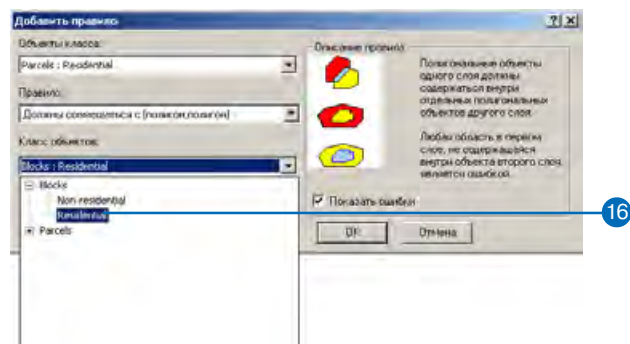 Добавить правило
Объекты класса:
Parcels : Residential
Правило:
Должны совмещаться с (полигон,полигон)
Класс объектов:
Blocks : Residential
Blocks
Non-residential
Residential
Parcels
Описание правила
Полигональные объекты
одного слоя должны
содержаться внутри
отдельных полигональных
объектов другого слоя.
Любая область в первом
слое, не содержащаяся
внутри объекта второго слоя,
является ошибкой.
Показать ошибки
OK
Отмена
16